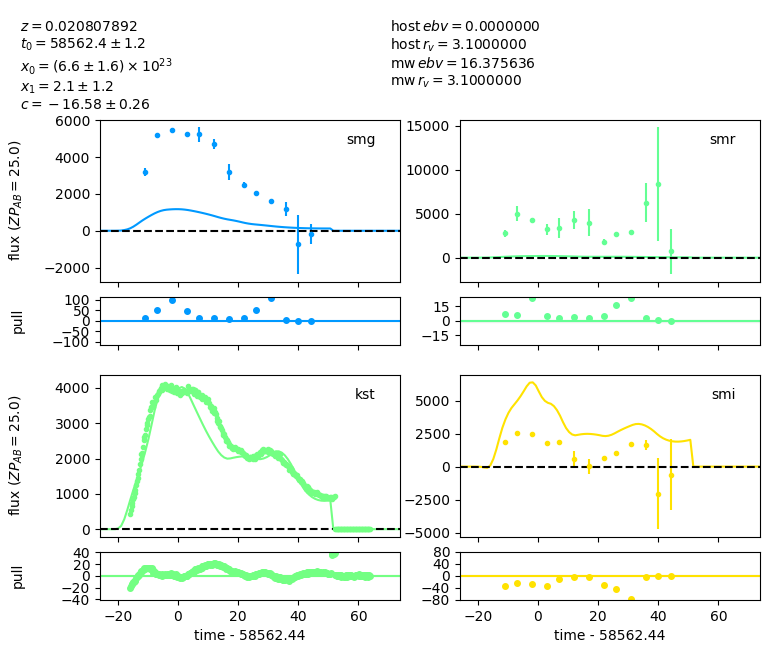 z = 0.020807892
t₀ = 58562.4 ± 1.2
x₀ = (6.6 ± 1.6) × 10²³
x₁ = 2.1 ± 1.2
c = −16.58 ± 0.26
host ebv = 0.0000000
host r_v = 3.1000000
mw ebv = 16.375636
mw r_v = 3.1000000
flux (ZP_AB = 25.0)
6000
4000
2000
0
−2000
smg
15000
10000
5000
0
smr
pull
100
50
0
−50
−100
15
0
−15
flux (ZP_AB = 25.0)
4000
3000
2000
1000
0
kst
5000
2500
0
−2500
−5000
smi
pull
40
20
0
−20
−40
80
40
0
−40
−80
−20 0 20 40 60
−20 0 20 40 60
time - 58562.44
time - 58562.44